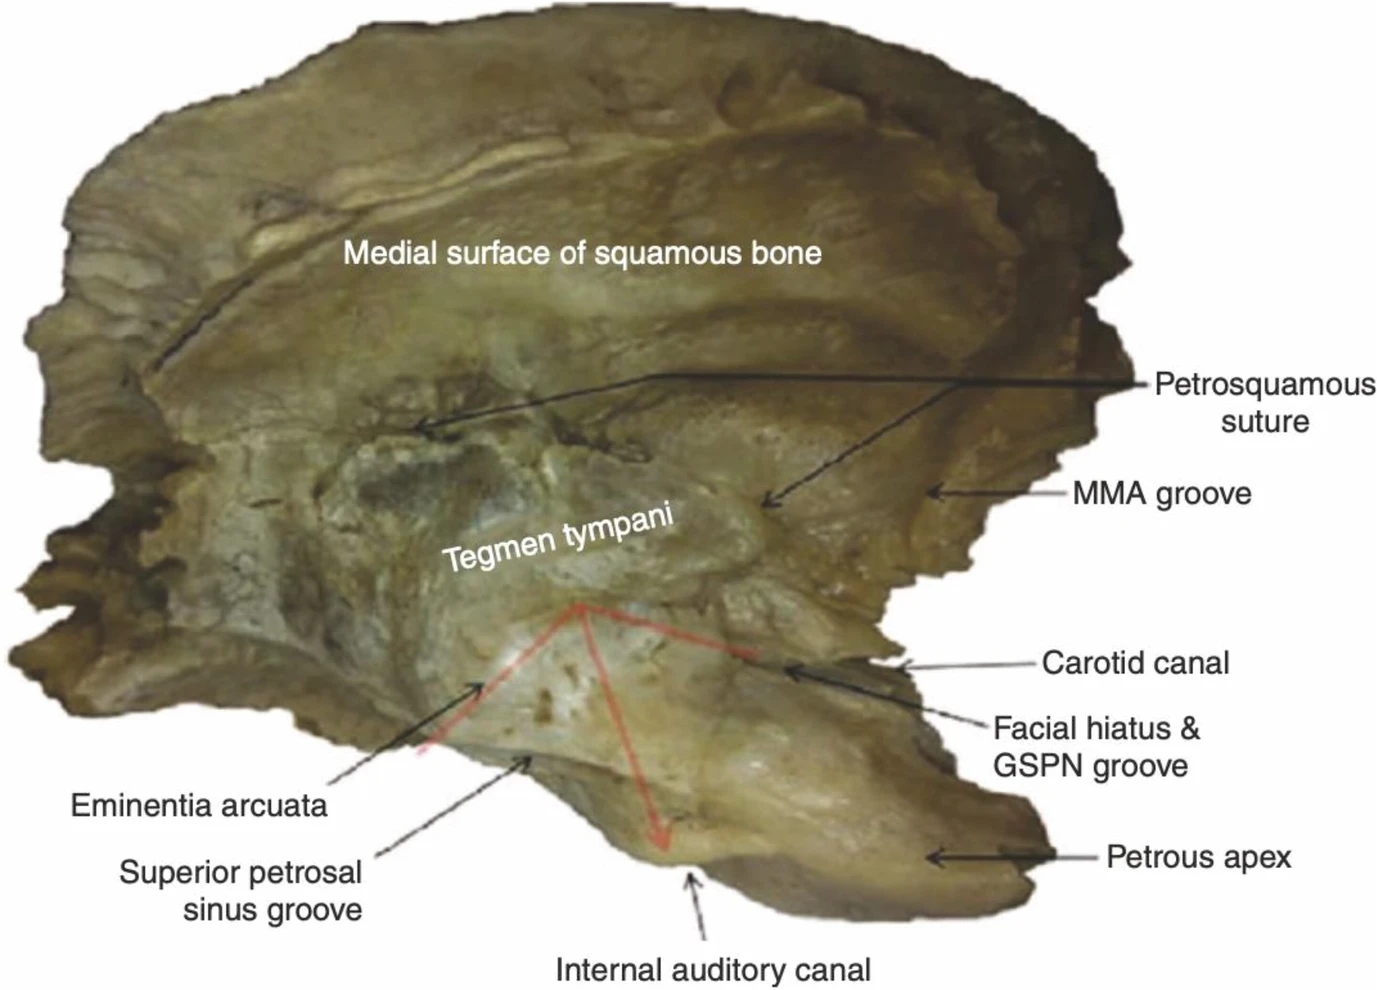 Medial surface of squamous bone
Petrosquamous
suture
MMA groove
Tegmen tympani
Carotid canal
Facial hiatus &
GSPN groove
Eminentia arcuata
Petrous apex
Superior petrosal
sinus groove
Internal auditory canal